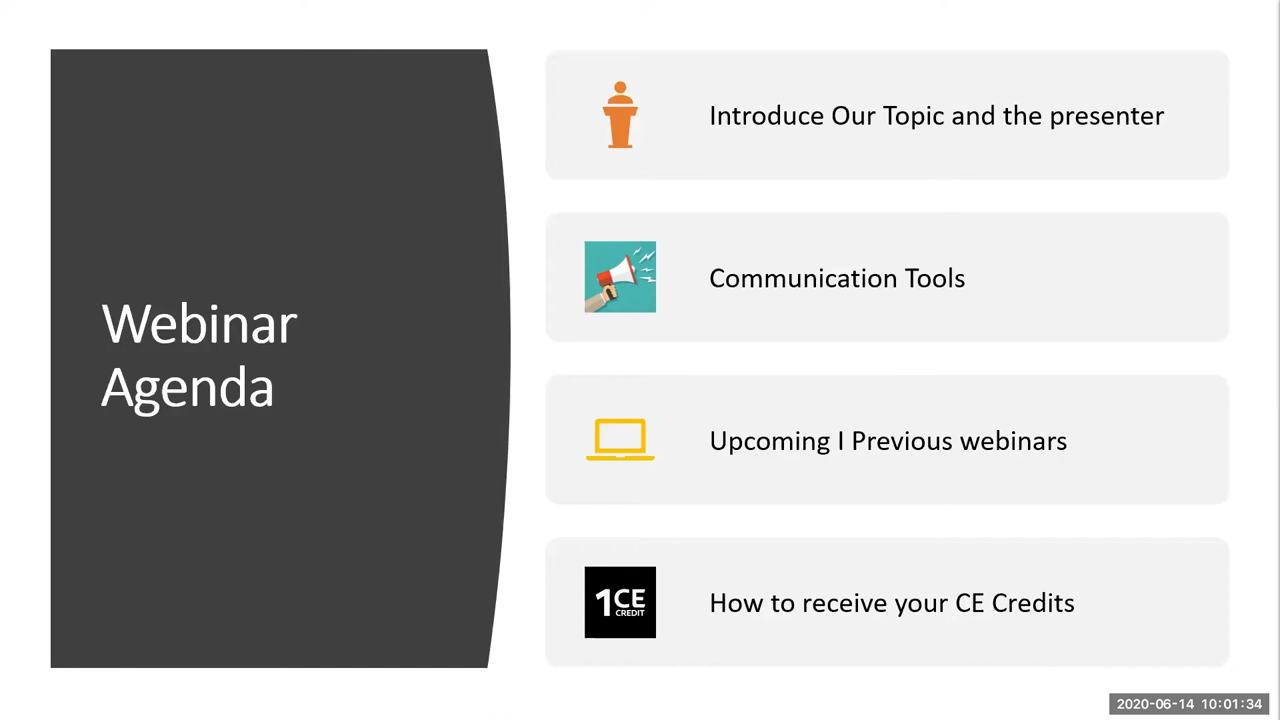 Webinar
Agenda
Introduce Our Topic and the presenter
Communication Tools
Upcoming I Previous webinars
1CE
CREDIT
How to receive your CE Credits
2020-06-14 10:01:34